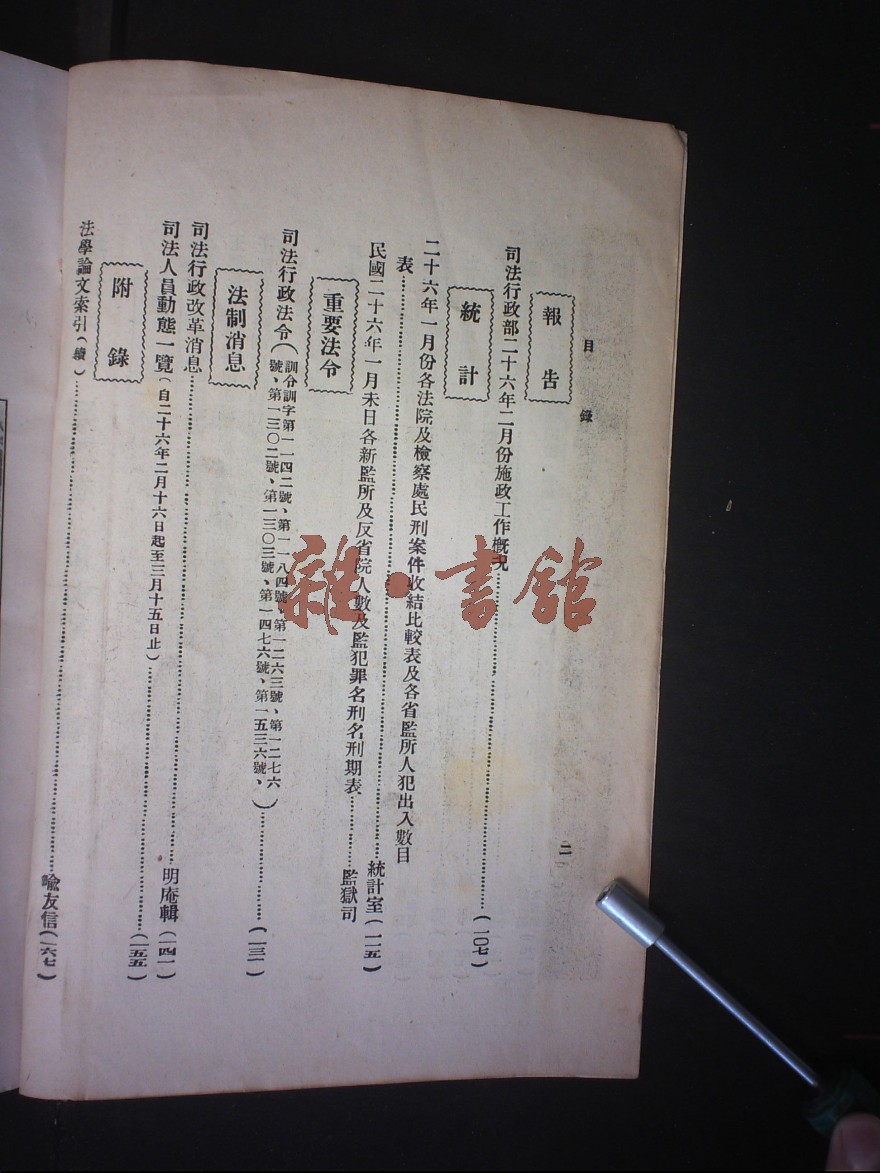 目錄
二
報告
司法行政部二十六年二月份施政工作概況……(一〇七)
統計
二十六年一月份各法院及檢察處民刑案件收結比較表及各省監所人犯出入數目
表……統計室(一一五)
民國二十六年一月末日各新監所及反省院人數及監犯罪名刑名刑期表……監獄司
重要法令
司法行政法令(訓令訓字第一一四二號、第一一八四號、第一二六三號、第一二七六
號、第一三〇二號、第一三〇三號、第一四七六號、第一五三六號、)……(一三一)
法制消息
司法行政改革消息……明庵輯(一四一)
司法人員動態一覽(自二十六年二月十六日起至三月十五日止)……(一五五)
附錄
法學論文索引(續)……喩友信(一六七)
雜·書館